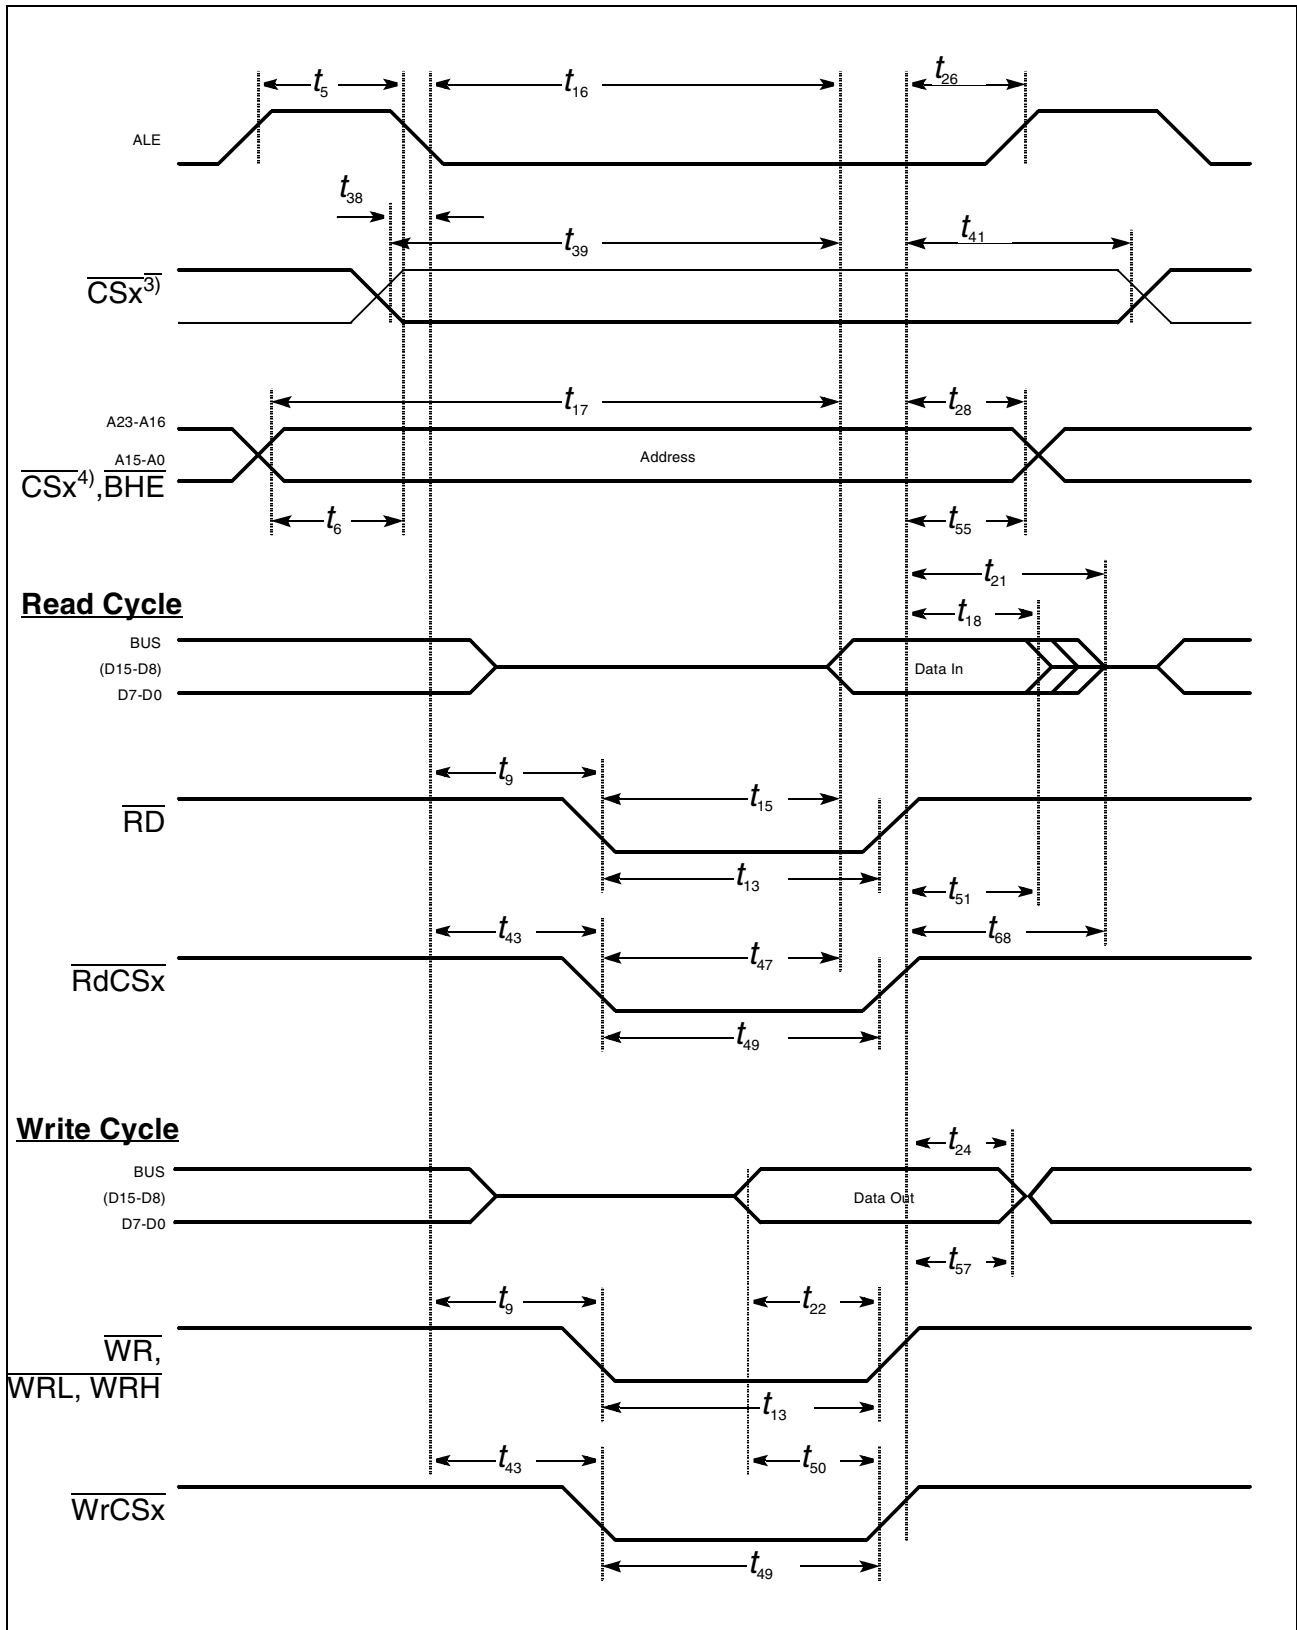 t5
t16
t26
ALE
t38
t39
t41
CSx3)
t17
t28
A23-A16
A15-A0
Address
CSx4),BHE
t6
t55
t21
Read Cycle
t18
BUS
(D15-D8)
Data In
D7-D0
t9
t15
RD
t13
t51
t43
t47
t68
RdCSx
t49
Write Cycle
t24
BUS
(D15-D8)
Data Out
D7-D0
t57
t9
t22
WR,
WRL, WRH
t13
t43
t50
WrCSx
t49